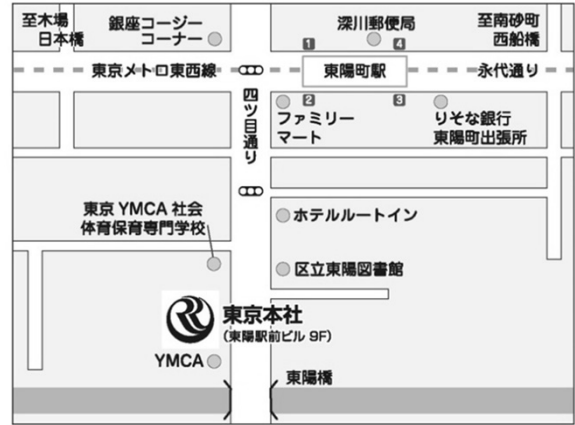 至木場
日本橋
銀座コージー
コーナー
深川郵便局
至南砂町
西船橋
1
4
東京メトロ東西線
東陽町駅
永代通り
2
3
四ツ目通り
ファミリー
マート
りそな銀行
東陽町出張所
東京 YMCA 社会
体育保育専門学校
ホテルルートイン
区立東陽図書館
東京本社
(東陽駅前ビル 9F)
YMCA
東陽橋